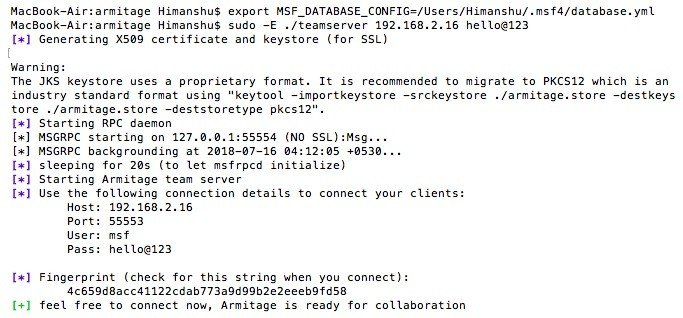 MacBook-Air:armitage Himanshu$ export MSF_DATABASE_CONFIG=/Users/Himanshu/.msf4/database.yml
MacBook-Air:armitage Himanshu$ sudo -E ./teamserver 192.168.2.16 hello@123
[*] Generating X509 certificate and keystore (for SSL)
[
Warning:
The JKS keystore uses a proprietary format. It is recommended to migrate to PKCS12 which is an
industry standard format using "keytool -importkeystore -srckeystore ./armitage.store -destkeys
tore ./armitage.store -deststoretype pkcs12".
[*] Starting RPC daemon
[*] MSGRPC starting on 127.0.0.1:55554 (NO SSL):Msg...
[*] MSGRPC backgrounding at 2018-07-16 04:12:05 +0530...
[*] sleeping for 20s (to let msfrpcd initialize)
[*] Starting Armitage team server
[*] Use the following connection details to connect your clients:
Host: 192.168.2.16
Port: 55553
User: msf
Pass: hello@123
[*] Fingerprint (check for this string when you connect):
4c659d8acc41122cdab773a9d99b2e2eeeb9fd58
[+] feel free to connect now, Armitage is ready for collaboration